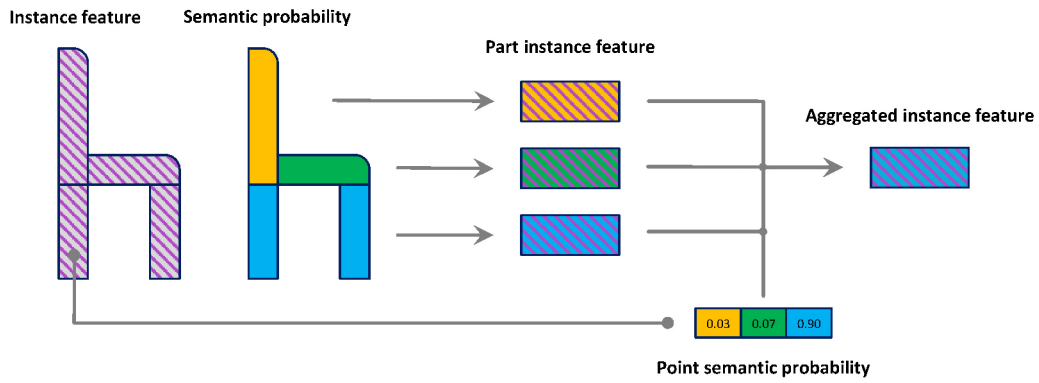 Instance feature
Semantic probability
Part instance feature
Aggregated instance feature
0.03 0.07 0.90
Point semantic probability